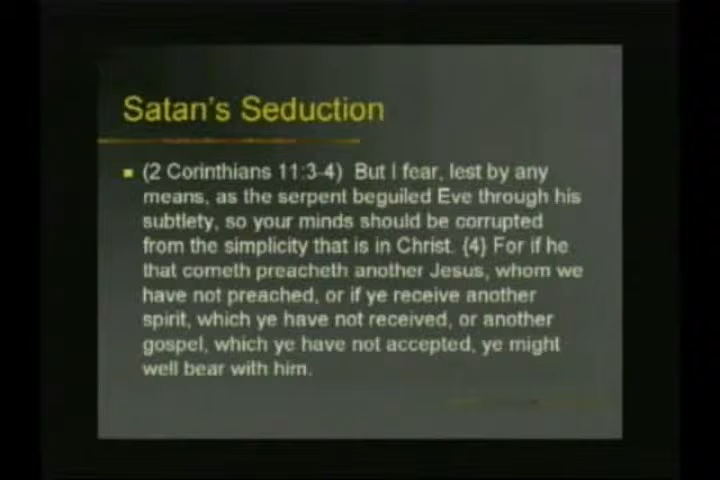 Satan's Seduction
(2 Corinthians 11:3-4) But I fear, lest by any
means, as the serpent beguiled Eve through his
subtlety, so your minds should be corrupted
from the simplicity that is in Christ. {4} For if he
that cometh preacheth another Jesus, whom we
have not preached, or if ye receive another
spirit, which ye have not received, or another
gospel, which ye have not accepted, ye might
well bear with him.